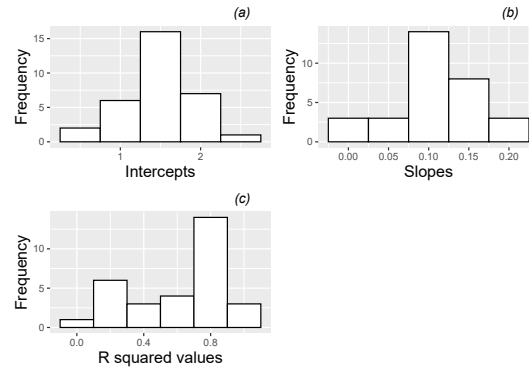 (a)
Frequency
15
10
5
0
1 2
Intercepts
(b)
Frequency
10
5
0
0.00 0.05 0.10 0.15 0.20
Slopes
(c)
Frequency
10
5
0
0.0 0.4 0.8
R squared values